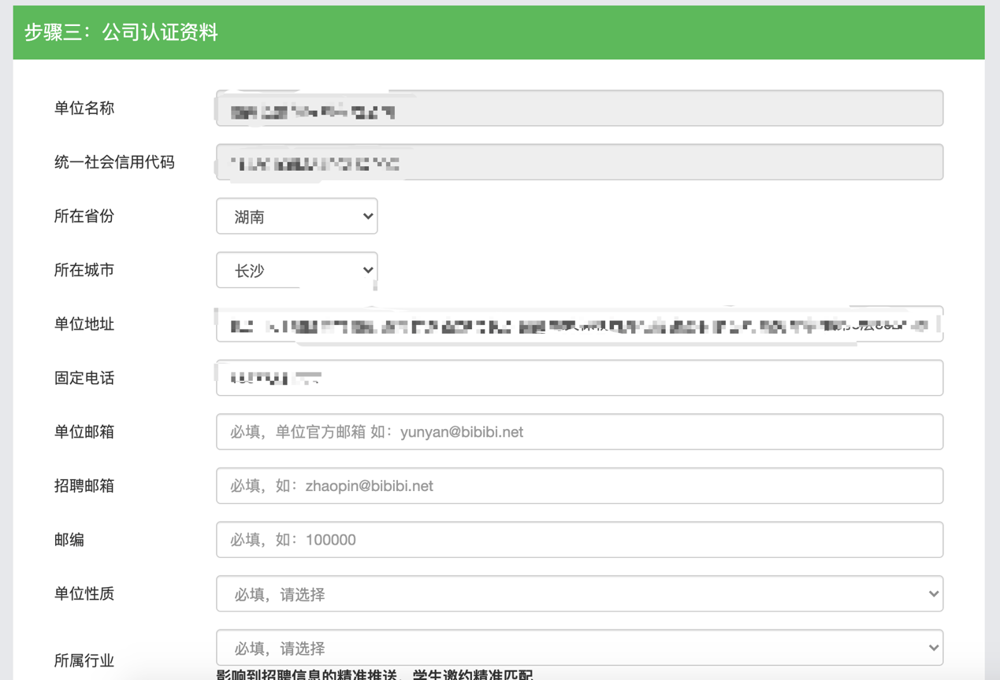 步骤三：公司认证资料
单位名称
统一社会信用代码
所在省份 湖南
所在城市 长沙
单位地址
固定电话
单位邮箱 必填，单位官方邮箱 如：yunyan@bibibi.net
招聘邮箱 必填，如：zhaopin@bibibi.net
邮编 必填，如：100000
单位性质 必填，请选择
所属行业 必填，请选择
影响到招聘信息的精准推送、学生邀约精准匹配